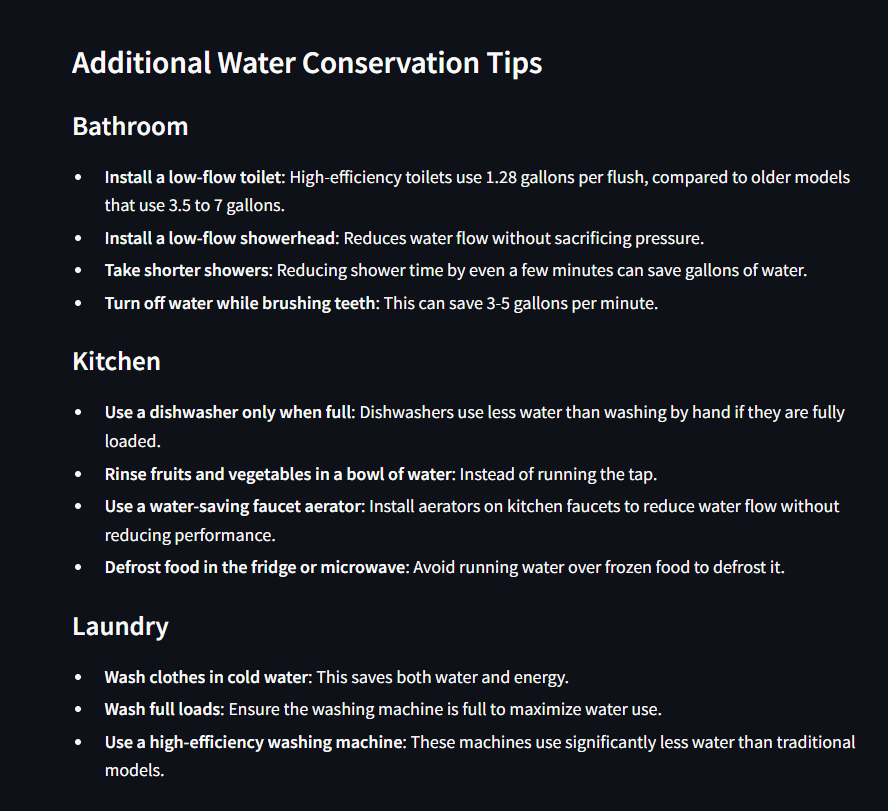 Additional Water Conservation Tips
Bathroom
• Install a low-flow toilet: High-efficiency toilets use 1.28 gallons per flush, compared to older models
that use 3.5 to 7 gallons.
• Install a low-flow showerhead: Reduces water flow without sacrificing pressure.
• Take shorter showers: Reducing shower time by even a few minutes can save gallons of water.
• Turn off water while brushing teeth: This can save 3-5 gallons per minute.
Kitchen
• Use a dishwasher only when full: Dishwashers use less water than washing by hand if they are fully
loaded.
• Rinse fruits and vegetables in a bowl of water: Instead of running the tap.
• Use a water-saving faucet aerator: Install aerators on kitchen faucets to reduce water flow without
reducing performance.
• Defrost food in the fridge or microwave: Avoid running water over frozen food to defrost it.
Laundry
• Wash clothes in cold water: This saves both water and energy.
• Wash full loads: Ensure the washing machine is full to maximize water use.
• Use a high-efficiency washing machine: These machines use significantly less water than traditional
models.